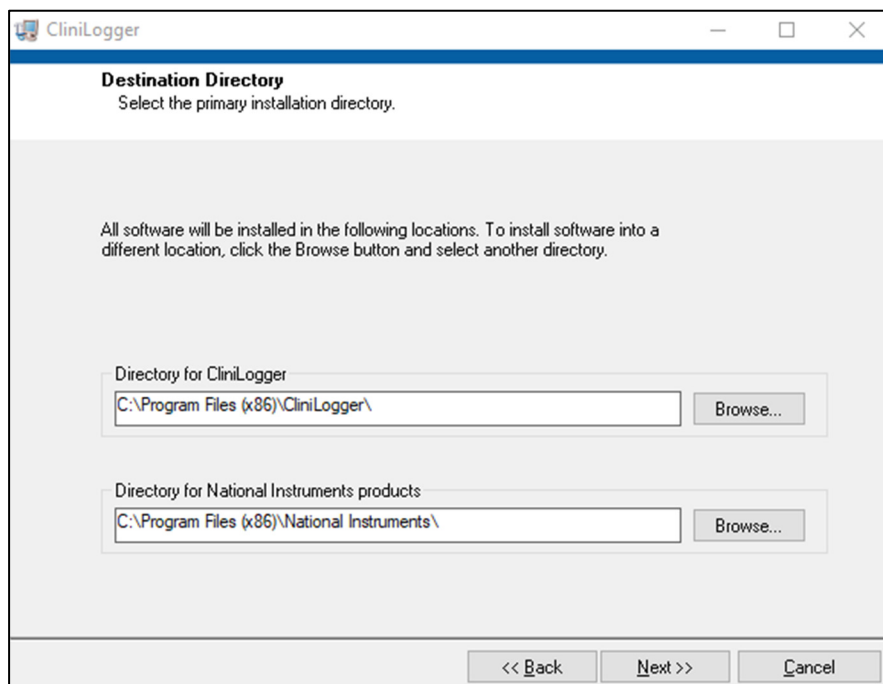 CliniLogger
Destination Directory
Select the primary installation directory.
All software will be installed in the following locations. To install software into a
different location, click the Browse button and select another directory.
Directory for CliniLogger
C:\Program Files (x86)\CliniLogger\
Browse...
Directory for National Instruments products
C:\Program Files (x86)\National Instruments\
Browse...
<< Back
Next >>
Cancel